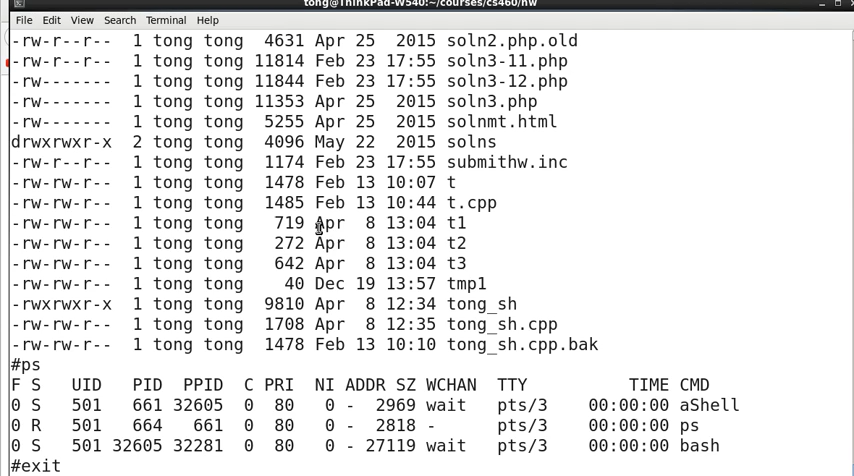 tong@ThinkPad-W540:~/courses/cs460/hw
File Edit View Search Terminal Help
-rw-r--r-- 1 tong tong 4631 Apr 25 2015 soln2.php.old
-rw-r--r-- 1 tong tong 11814 Feb 23 17:55 soln3-11.php
-rw------- 1 tong tong 11844 Feb 23 17:55 soln3-12.php
-rw------- 1 tong tong 11353 Apr 25 2015 soln3.php
-rw------- 1 tong tong 5255 Apr 25 2015 solnmt.html
drwxrwxr-x 2 tong tong 4096 May 22 2015 solns
-rw-r--r-- 1 tong tong 1174 Feb 23 17:55 submithw.inc
-rw-rw-r-- 1 tong tong 1478 Feb 13 10:07 t
-rw-rw-r-- 1 tong tong 1485 Feb 13 10:44 t.cpp
-rw-rw-r-- 1 tong tong 719 Apr 8 13:04 t1
-rw-rw-r-- 1 tong tong 272 Apr 8 13:04 t2
-rw-rw-r-- 1 tong tong 642 Apr 8 13:04 t3
-rw-rw-r-- 1 tong tong 40 Dec 19 13:57 tmp1
-rwxrwxr-x 1 tong tong 9810 Apr 8 12:34 tong_sh
-rw-rw-r-- 1 tong tong 1708 Apr 8 12:35 tong_sh.cpp
-rw-rw-r-- 1 tong tong 1478 Feb 13 10:10 tong_sh.cpp.bak
#ps
F S UID PID PPID C PRI NI ADDR SZ WCHAN TTY TIME CMD
0 S 501 661 32605 0 80 0 - 2969 wait pts/3 00:00:00 aShell
0 R 501 664 661 0 80 0 - 2818 - pts/3 00:00:00 ps
0 S 501 32605 32281 0 80 0 - 27119 wait pts/3 00:00:00 bash
#exit